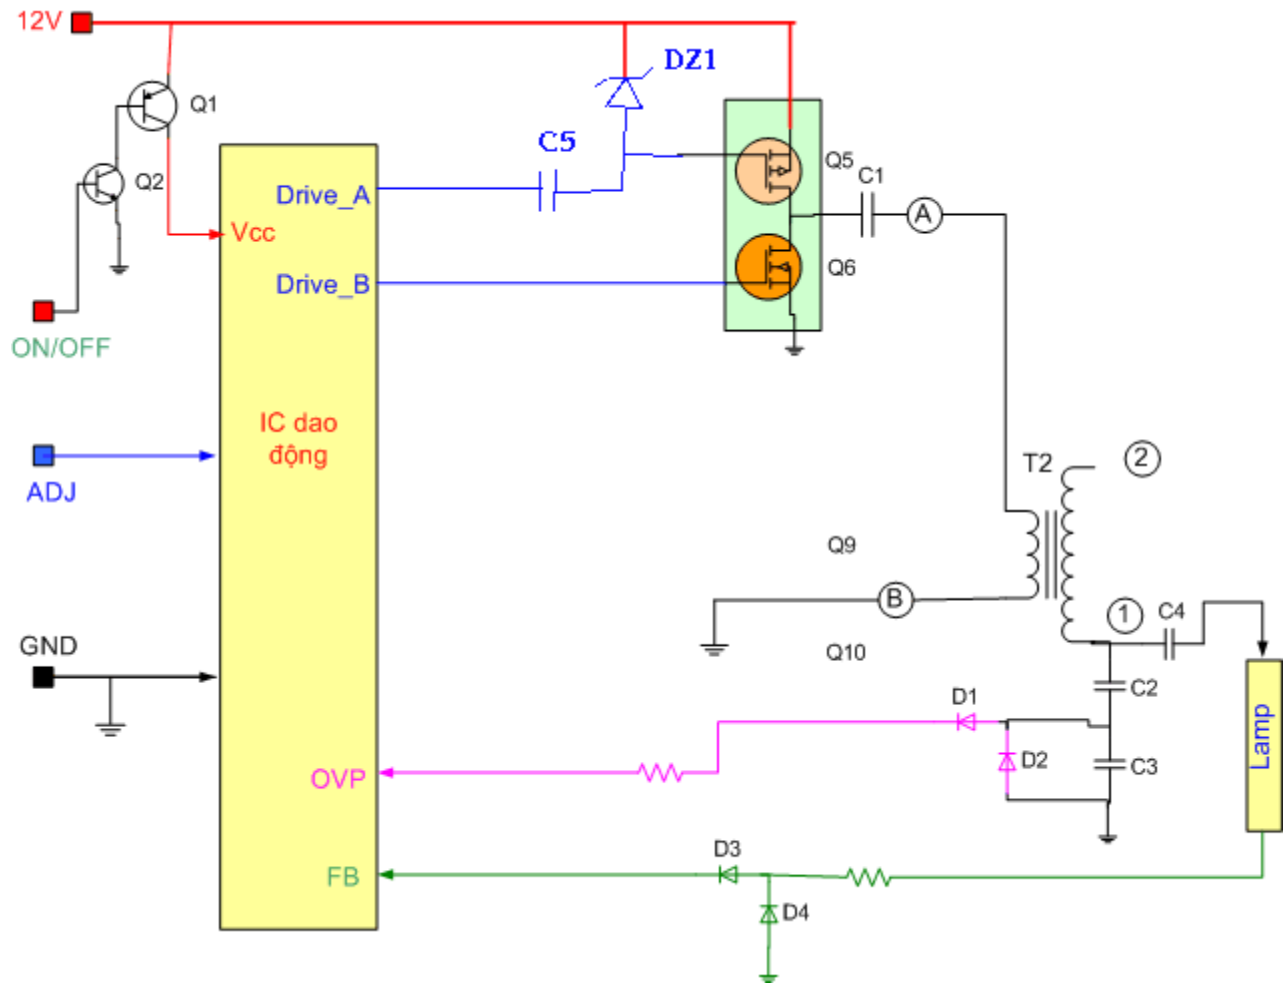 12V
DZ1
Q1
C5
Q5
C1
Q2
Drive_A
A
Vcc
Q6
Drive_B
ON/OFF
IC dao
động
T2
2
ADJ
Q9
B
1
C4
GND
Q10
C2
D1
Lamp
D2
C3
OVP
D3
FB
D4